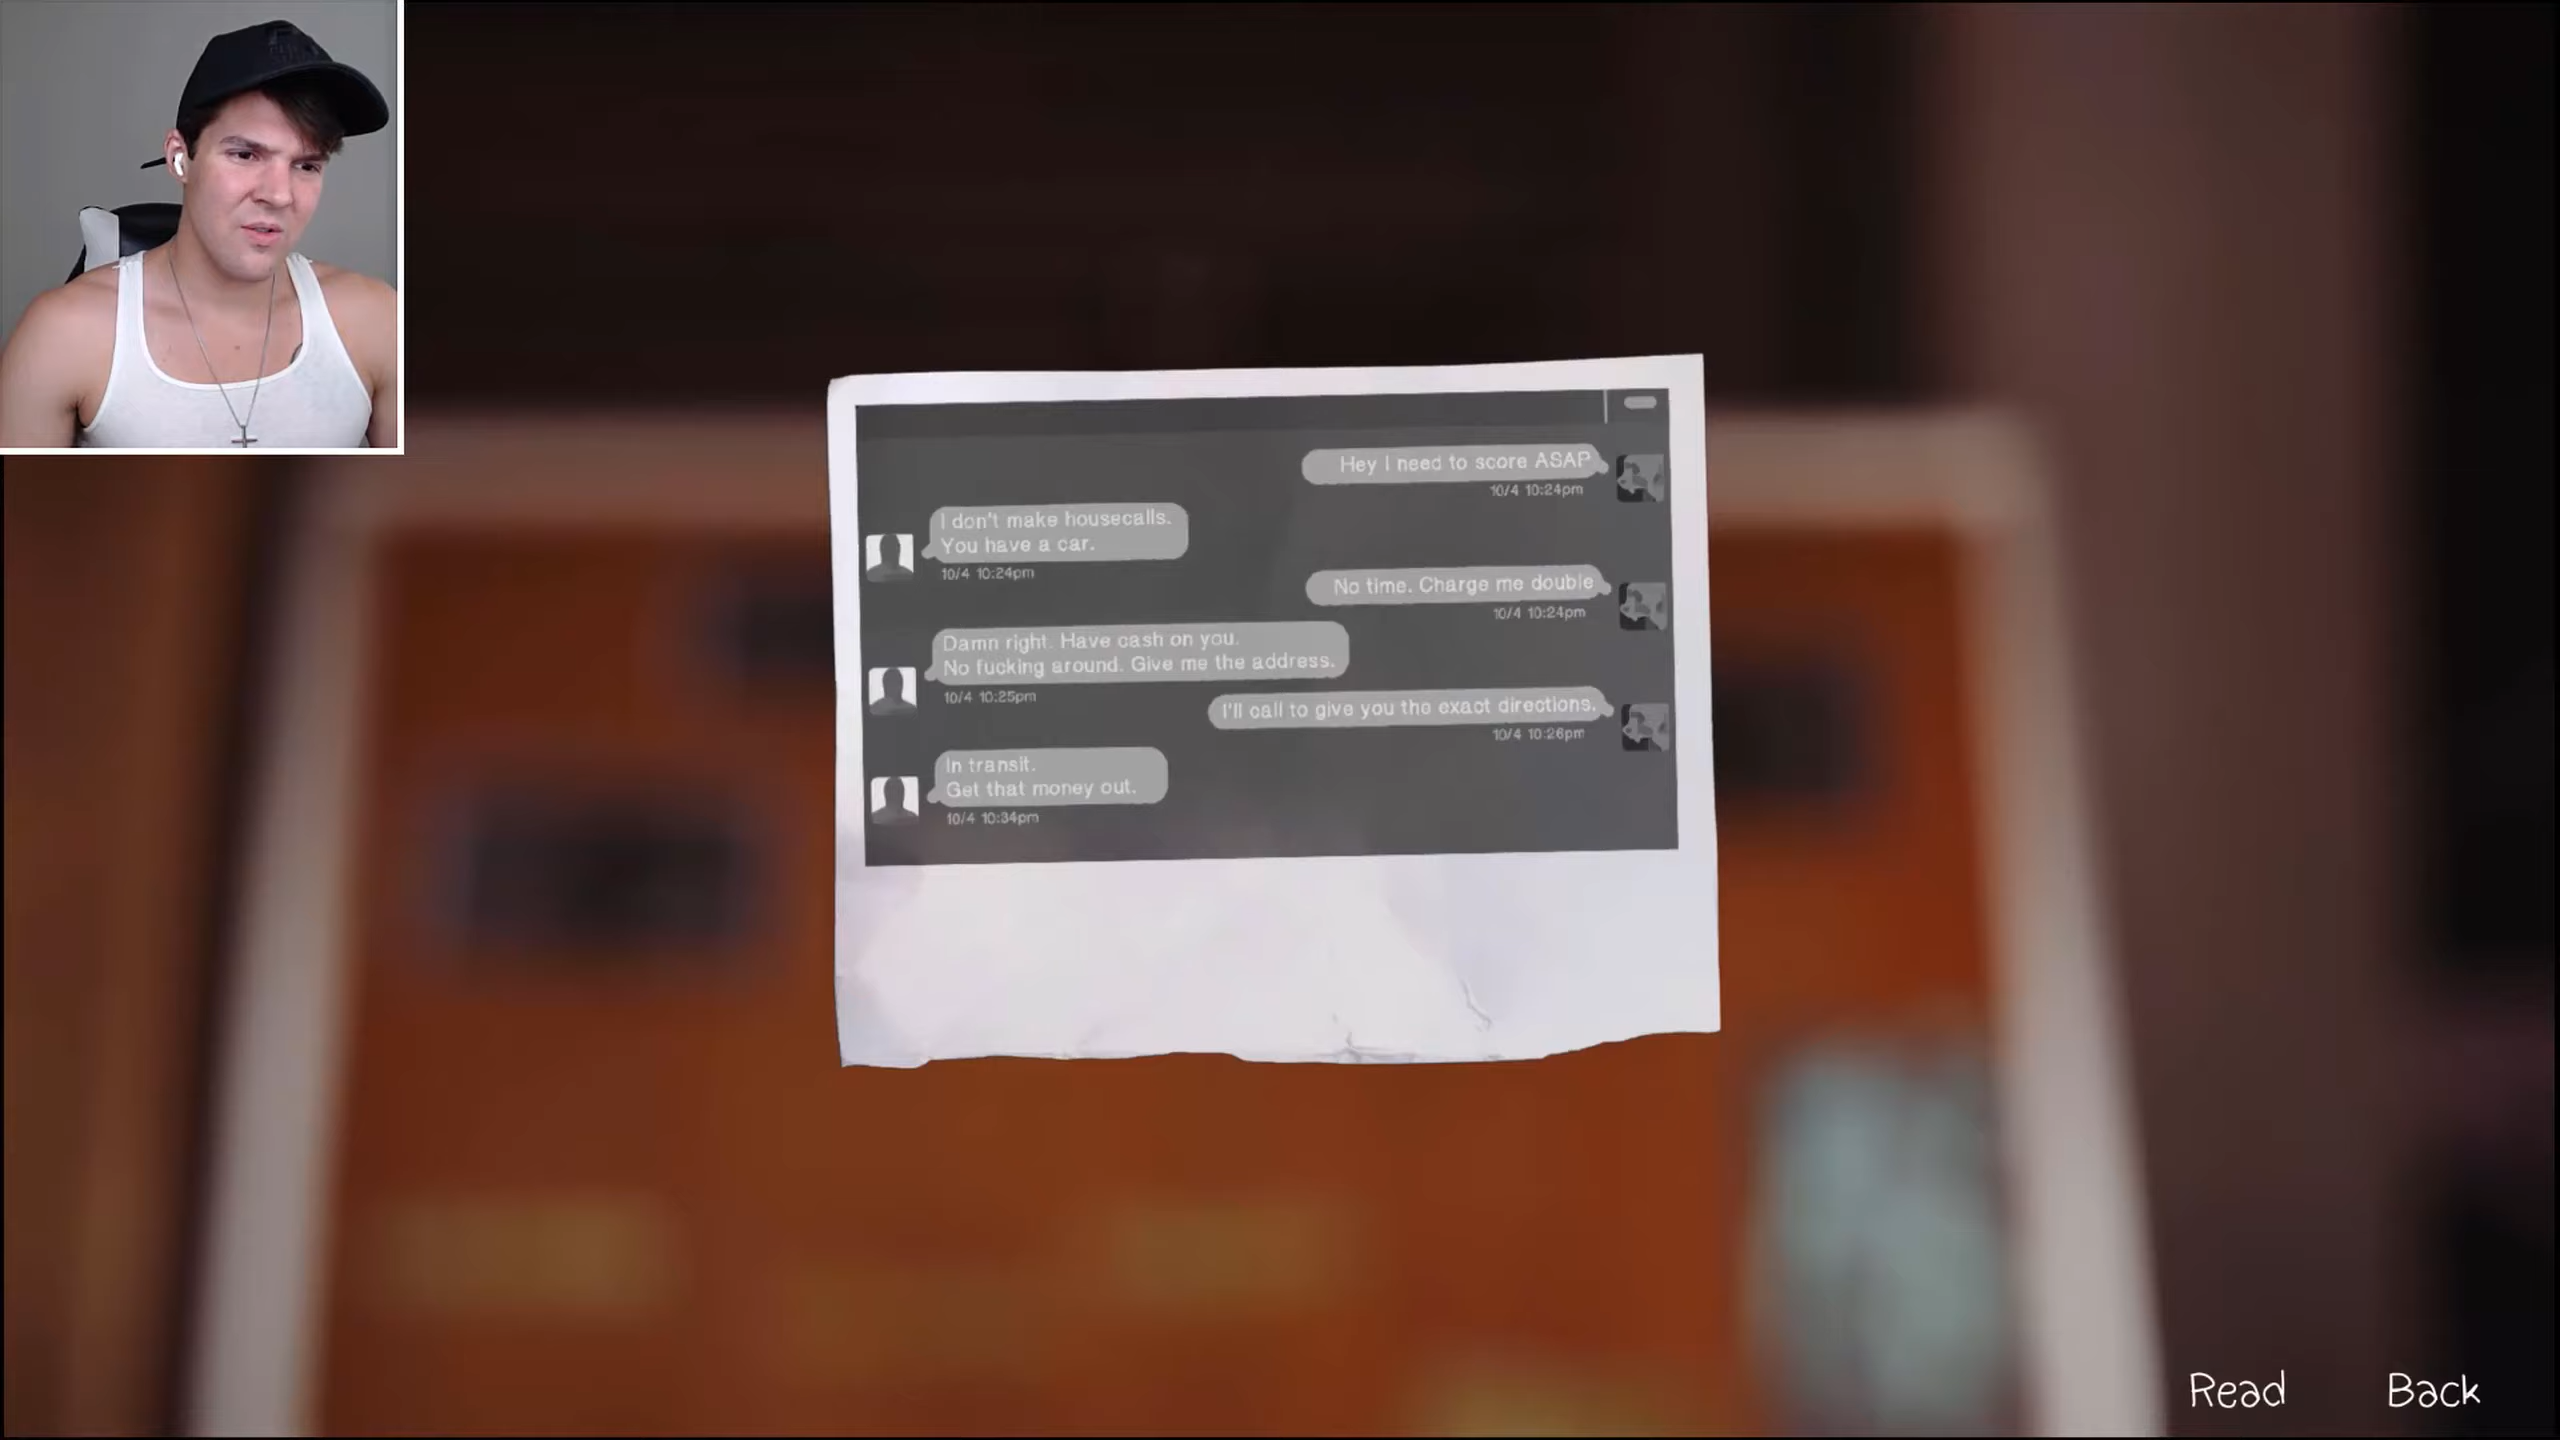 Hey I need to score ASAP
10/4 10:24pm
I don't make housecalls.
You have a car.
10/4 10:24pm
No time. Charge me double
10/4 10:24pm
Damn right. Have cash on you.
No fucking around. Give me the address.
10/4 10:25pm
I'll call to give you the exact directions.
10/4 10:26pm
In transit.
Get that money out.
10/4 10:34pm
Read
Back